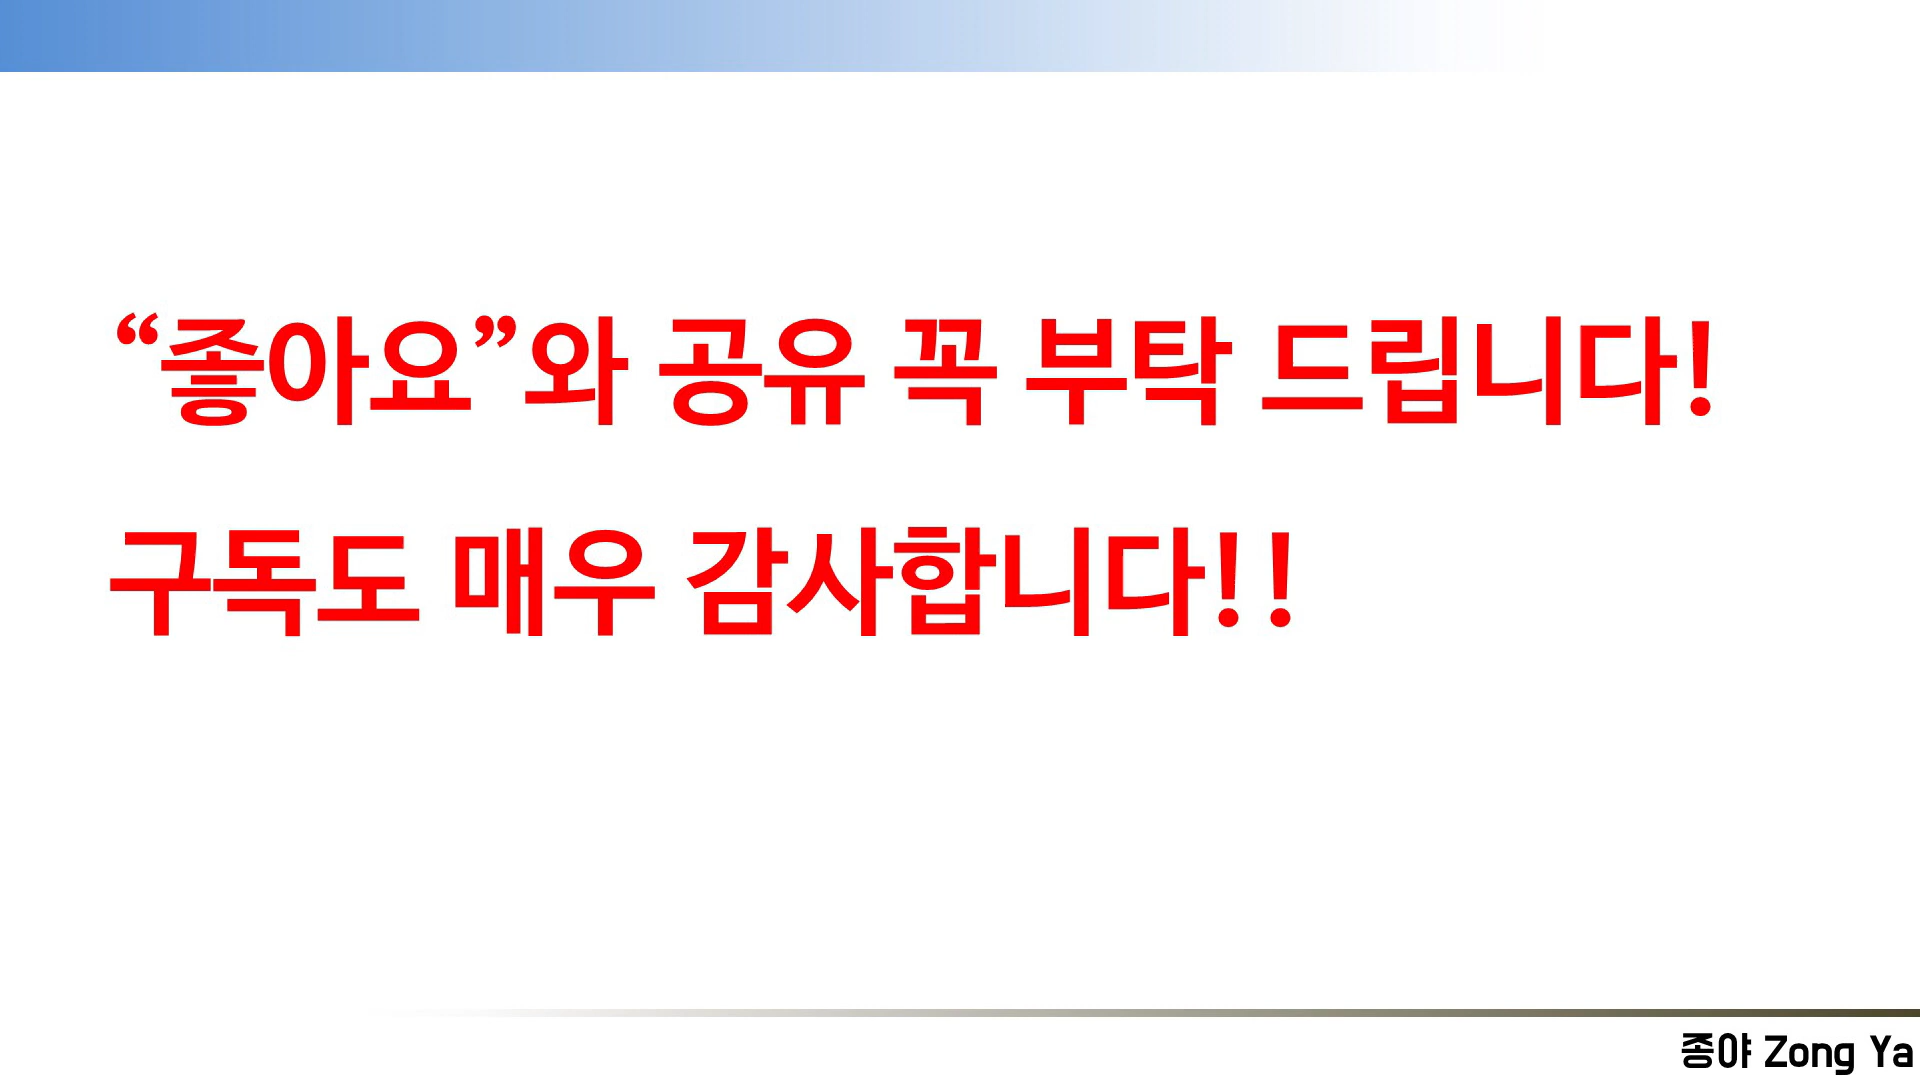 “좋아요”와 공유 꼭 부탁 드립니다!
구독도 매우 감사합니다!!
종야 Zong Ya